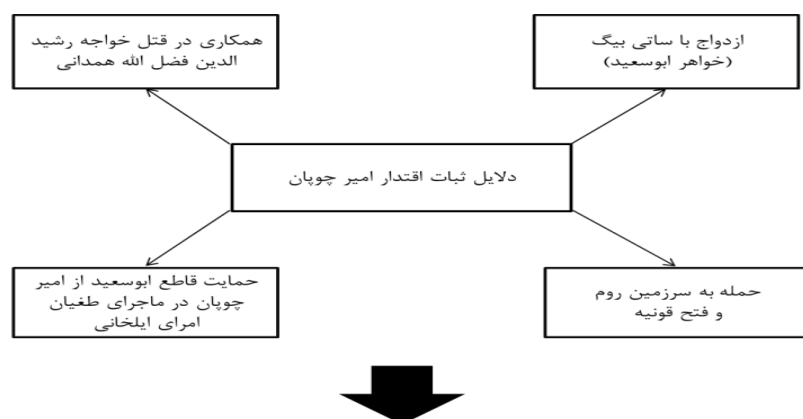 ازدواج با ساتی بیگ
(خواهر ابوسعید)
همکاری در قتل خواجه رشید
الدین فضل الله همدانی
دلایل ثبات اقتدار امیر چوپان
حمله به سرزمین روم
و فتح قونیه
حمایت قاطع ابوسعید از امیر
چوپان در ماجرای طغیان
امرای ایلخانی